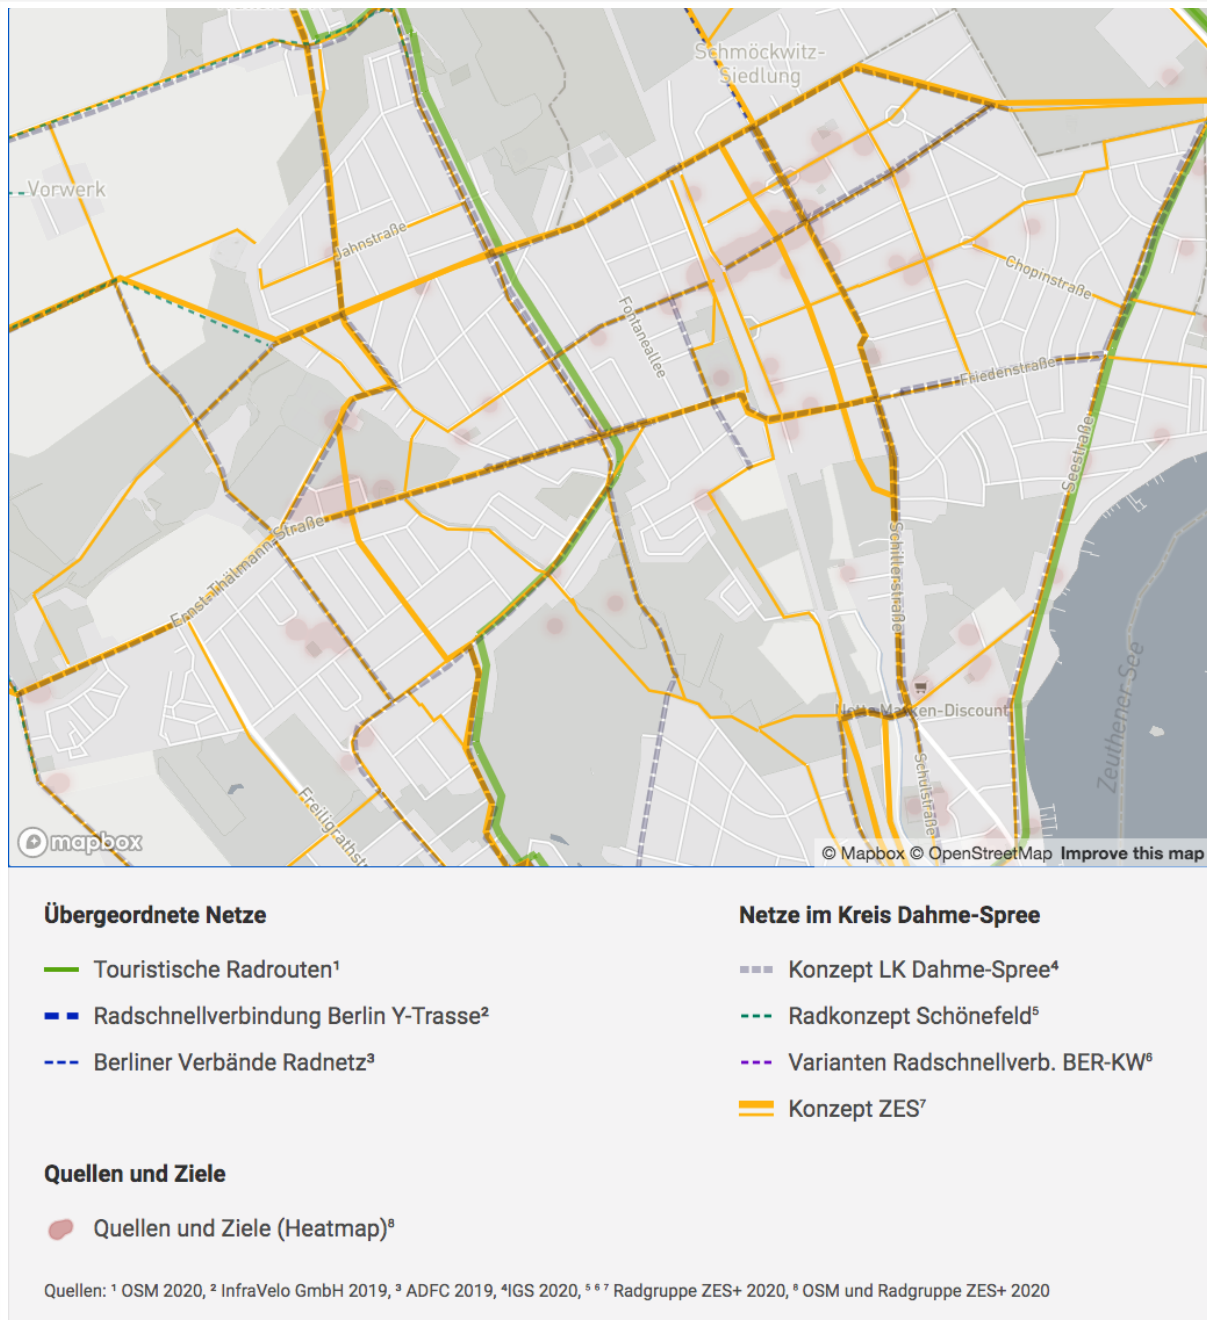 Schmöckwitz-
Siedlung
Vorwerk
Jahnstraße
Chopinstraße
Fontaneallee
Friedenstraße
Seestraße
Ernst-Thälmann-Straße
Schillerstraße
Zeuthener See
Netto Marken-Discount
Schulstraße
Freiligrathst
mapbox
© Mapbox © OpenStreetMap Improve this map
Übergeordnete Netze
Touristische Radrouten¹
Radschnellverbindung Berlin Y-Trasse²
Berliner Verbände Radnetz³
Netze im Kreis Dahme-Spree
Konzept LK Dahme-Spree⁴
Radkonzept Schönefeld⁵
Varianten Radschnellverb. BER-KW⁶
Konzept ZES⁷
Quellen und Ziele
Quellen und Ziele (Heatmap)⁸
Quellen: ¹ OSM 2020, ² InfraVelo GmbH 2019, ³ ADFC 2019, ⁴IGS 2020, ⁵ ⁶ ⁷ Radgruppe ZES+ 2020, ⁸ OSM und Radgruppe ZES+ 2020